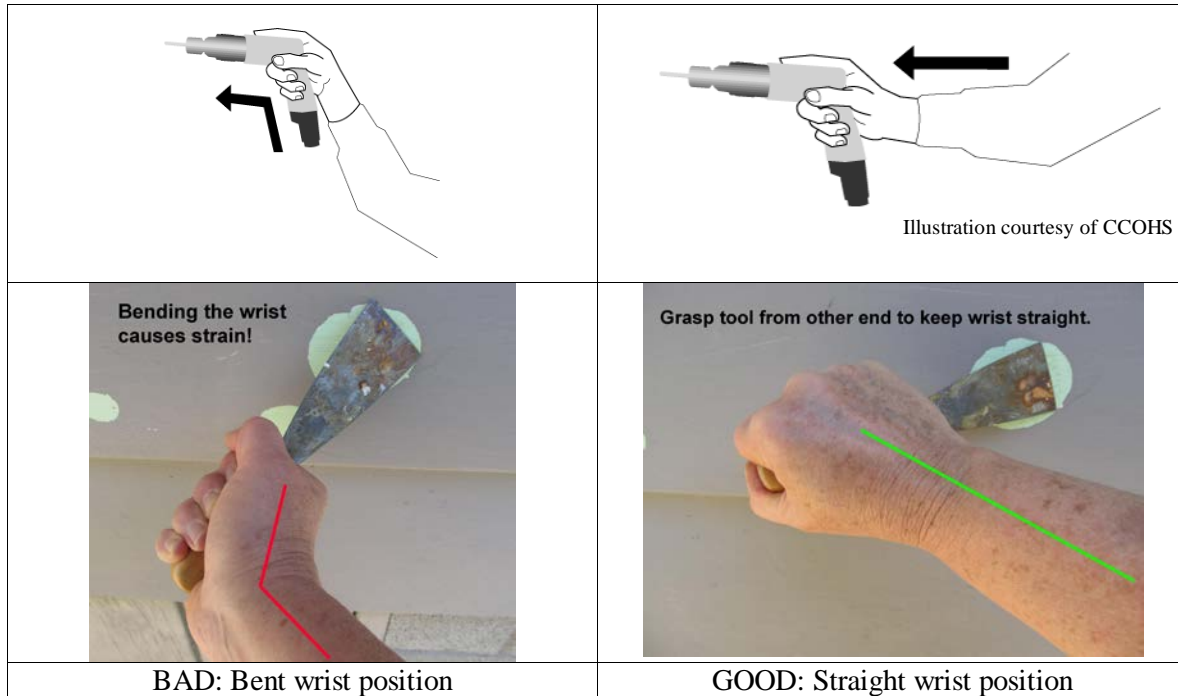 Illustration courtesy of CCOHS
Bending the wrist
causes strain!
Grasp tool from other end to keep wrist straight.
BAD: Bent wrist position
GOOD: Straight wrist position